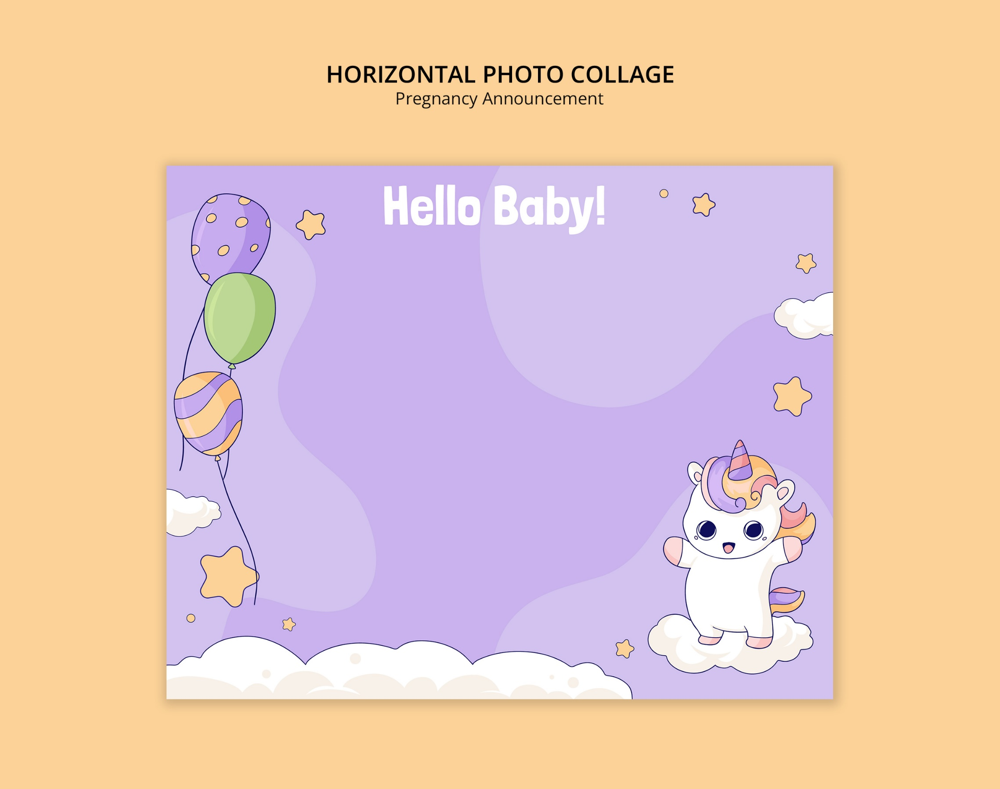 HORIZONTAL PHOTO COLLAGE
Pregnancy Announcement
Hello Baby!